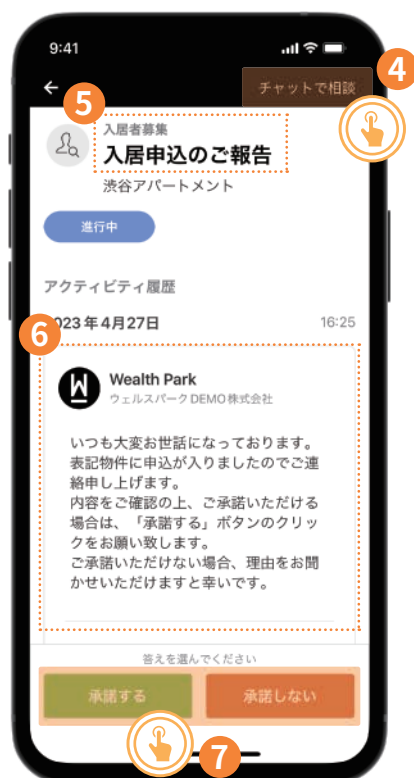 9:41
4
チャットで相談
5
入居者募集
入居申込のご報告
渋谷アパートメント
進行中
アクティビティ履歴
6
023年4月27日
16:25
Wealth Park
ウェルスパークDEMO株式会社
いつも大変お世話になっております。
表記物件に申込が入りましたのでご連
絡申し上げます。
内容をご確認の上、ご承諾いただける
場合は、「承諾する」ボタンのクリッ
クをお願い致します。
ご承諾いただけない場合、理由をお聞
かせいただけますと幸いです。
答えを選んでください
承諾する
承諾しない
7